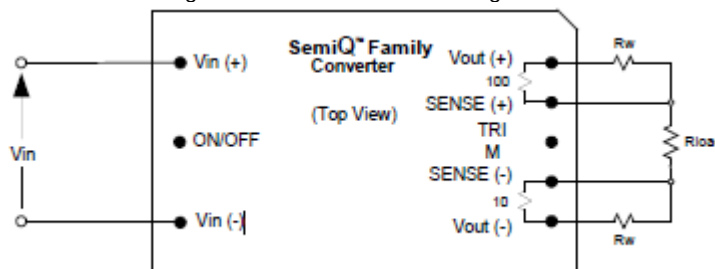 SemiQ™ Family
Converter
(Top View)
Vin (+)
ON/OFF
Vin (-)
Vin
Vout (+)
100
SENSE (+)
TRI
M
SENSE (-)
10
Vout (-)
Rw
Rloa
Rw